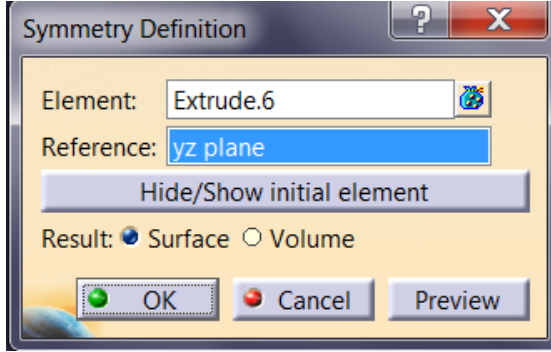 Symmetry Definition ? X
Element: Extrude.6
Reference: yz plane
Hide/Show initial element
Result: Surface Volume
OK Cancel Preview